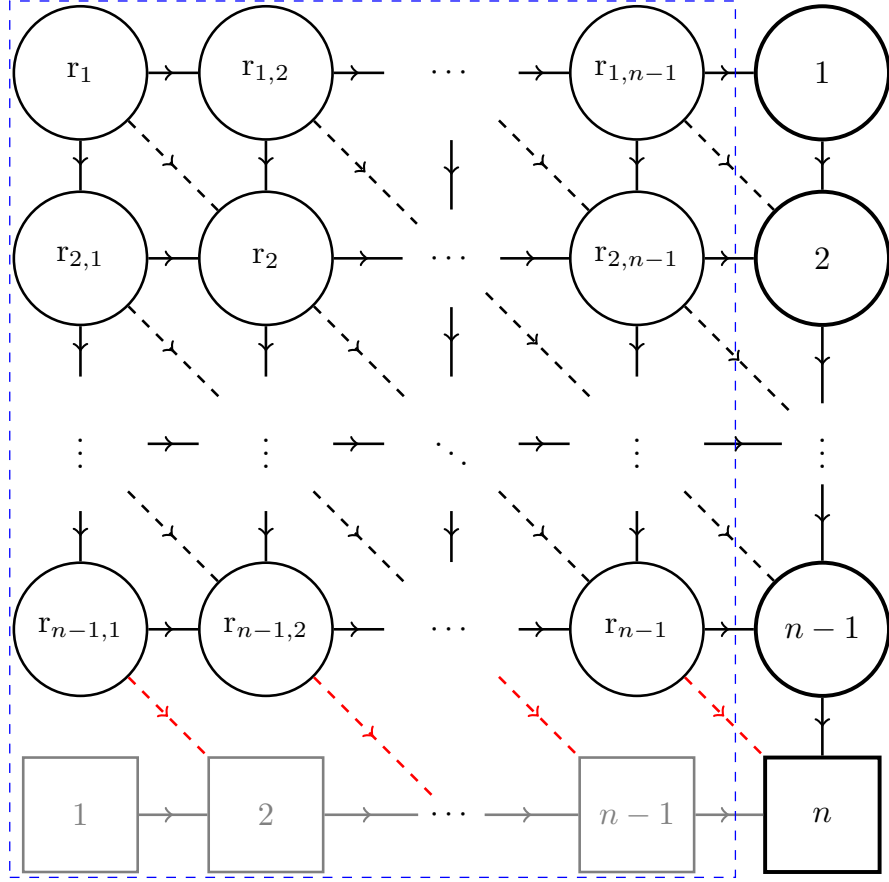 r₁ r₁,₂ ⋯ r₁,ₙ₋₁ 1
r₂,₁ r₂ ⋯ r₂,ₙ₋₁ 2
⋮ ⋮ ⋱ ⋮ ⋮
rₙ₋₁,₁ rₙ₋₁,₂ ⋯ rₙ₋₁ n − 1
1 2 ⋯ n − 1 n